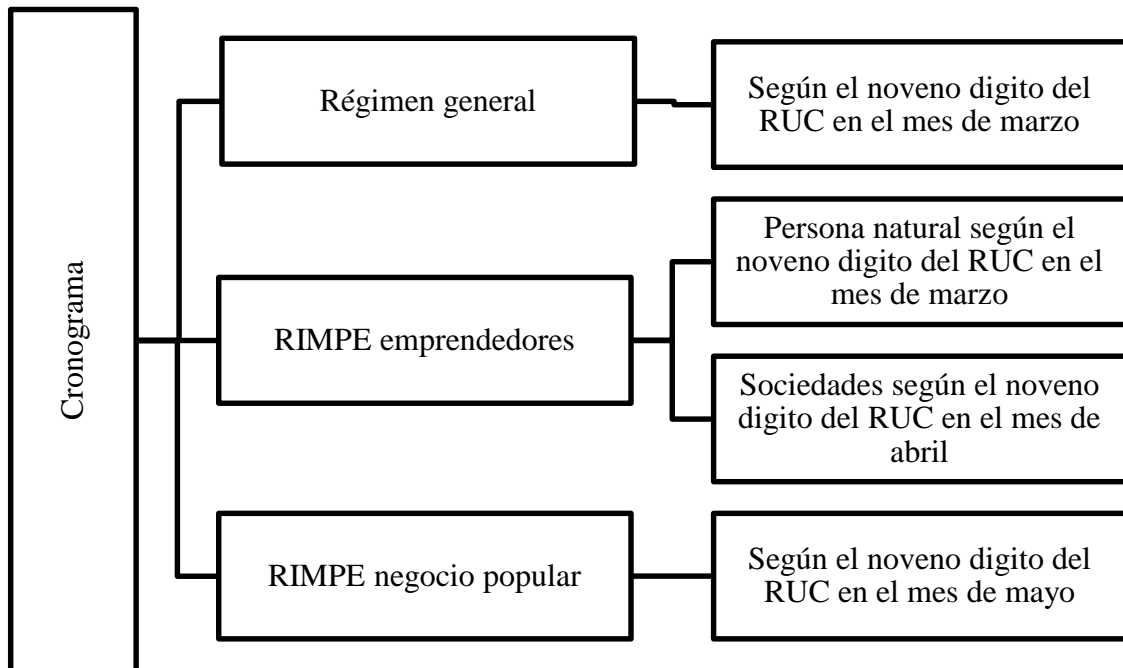 Cronograma
Régimen general
Según el noveno digito del
RUC en el mes de marzo
RIMPE emprendedores
Persona natural según el
noveno digito del RUC en el
mes de marzo
Sociedades según el noveno
digito del RUC en el mes de
abril
RIMPE negocio popular
Según el noveno digito del
RUC en el mes de mayo